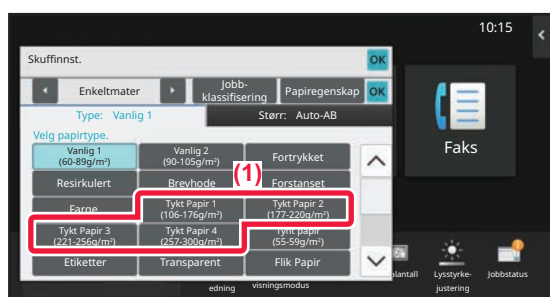 10:15
Skuffinnst.
OK
Enkeltmater
Jobb-
klassifisering
Papiregenskap
OK
Type: Vanlig 1
Størr: Auto-AB
Velg papirtype.
Vanlig 1
(60-89g/m²)
Vanlig 2
(90-105g/m²)
Fortrykket
Faks
Resirkulert
Brevhode
(1)
Forstanset
Farge
Tykt Papir 1
(106-176g/m²)
Tykt Papir 2
(177-220g/m²)
Tykt Papir 3
(221-256g/m²)
Tykt Papir 4
(257-300g/m²)
Tynt papir
(55-59g/m²)
Etiketter
Transparent
Flik Papir
edning
visningsmodus
alantall
Lysstyrke-
justering
Jobbstatus